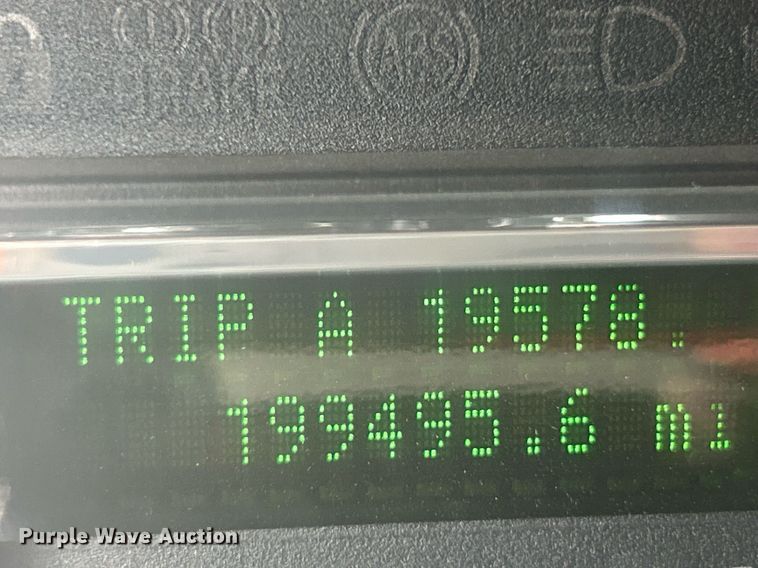 BRAKE
ABS
TRIP A 19578.
199495.6 mi
Purple Wave Auction